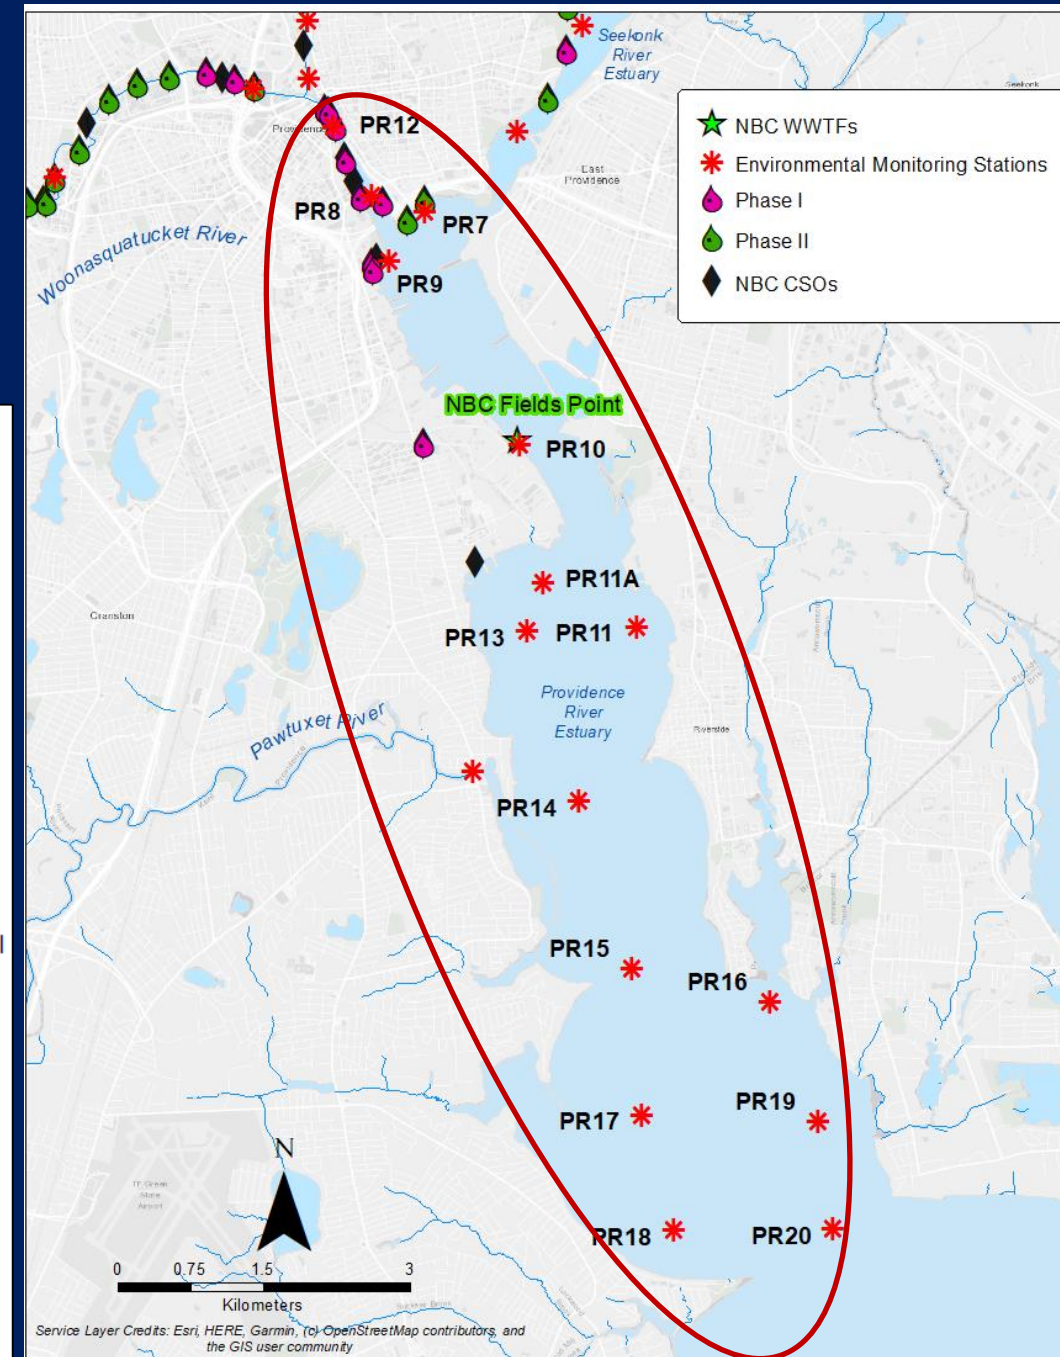 Seekonk
River
Estuary
Seekonk
NBC WWTFs
Environmental Monitoring Stations
Phase I
Phase II
NBC CSOs
Providence
PR12
East
Providence
PR8
PR7
Woonasquatucket River
PR9
NBC Fields Point
PR10
PR11A
Cranston
PR13
PR11
Providence
River
Estuary
Pawtuxet River
Riverside
PR14
PR15
PR16
PR17
PR19
N
PR18
PR20
0 0.75 1.5 3
Kilometers
Service Layer Credits: Esri, HERE, Garmin, (c) OpenStreetMap contributors, and
the GIS user community